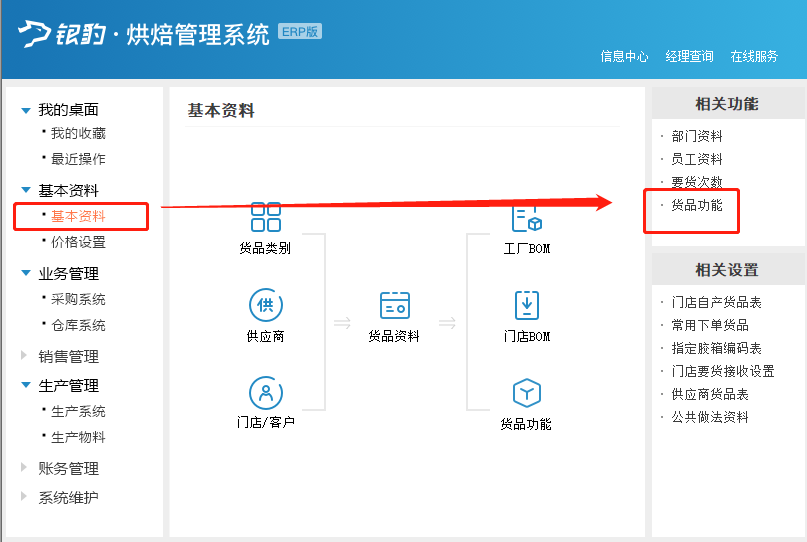 银豹·烘焙管理系统 ERP版
信息中心 经理查询 在线服务
我的桌面
我的收藏
最近操作
基本资料
基本资料
价格设置
业务管理
采购系统
仓库系统
销售管理
生产管理
生产系统
生产物料
账务管理
系统维护
基本资料
货品类别
供
供应商
门店/客户
货品资料
工厂BOM
门店BOM
货品功能
相关功能
部门资料
员工资料
要货次数
货品功能
相关设置
门店自产货品表
常用下单货品
指定胶箱编码表
门店要货接收设置
供应商货品表
公共做法资料